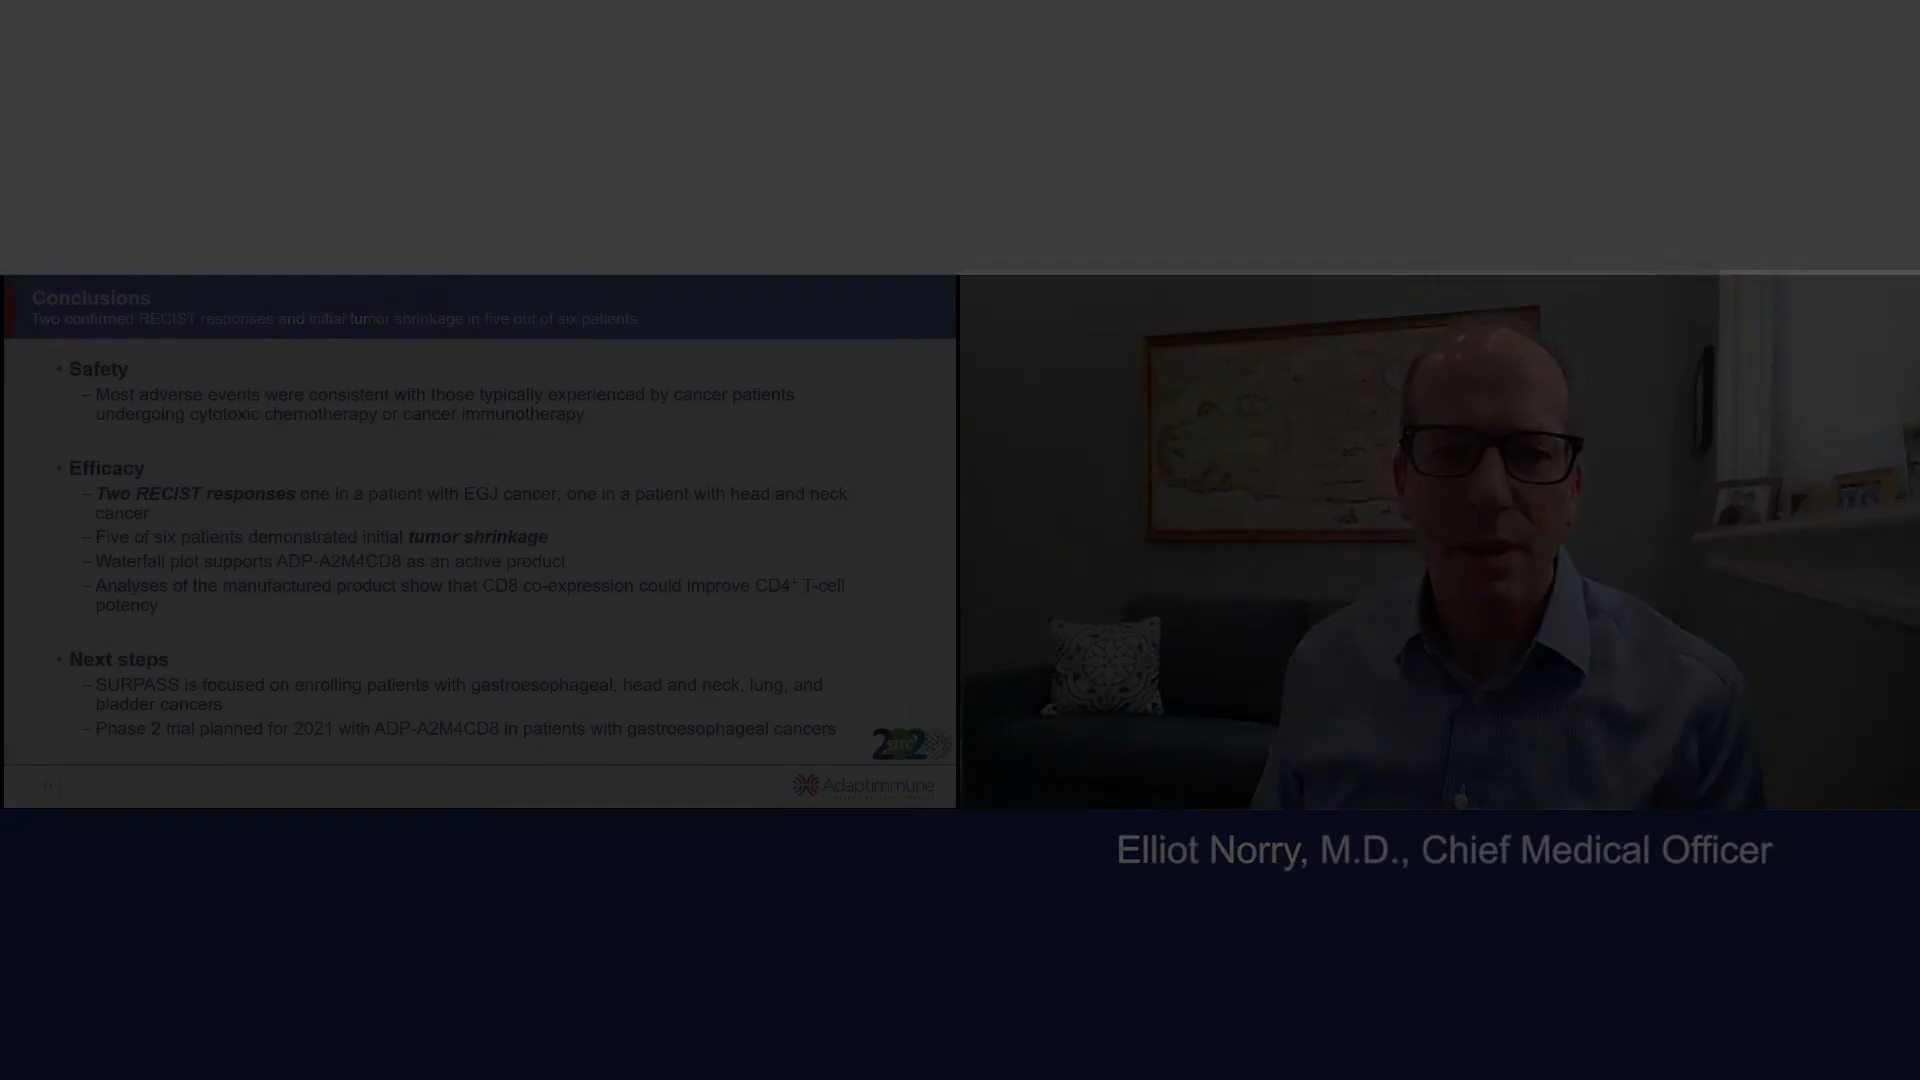 Conclusions
Two confirmed RECIST responses and initial tumor shrinkage in five out of six patients
• Safety
– Most adverse events were consistent with those typically experienced by cancer patients
undergoing cytotoxic chemotherapy or cancer immunotherapy
• Efficacy
– Two RECIST responses one in a patient with EGJ cancer; one in a patient with head and neck
cancer
– Five of six patients demonstrated initial tumor shrinkage
– Waterfall plot supports ADP-A2M4CD8 as an active product
– Analyses of the manufactured product show that CD8 co-expression could improve CD4⁺ T-cell
potency
• Next steps
– SURPASS is focused on enrolling patients with gastroesophageal, head and neck, lung, and
bladder cancers
– Phase 2 trial planned for 2021 with ADP-A2M4CD8 in patients with gastroesophageal cancers
SITC
Adaptimmune
Elliot Norry, M.D., Chief Medical Officer